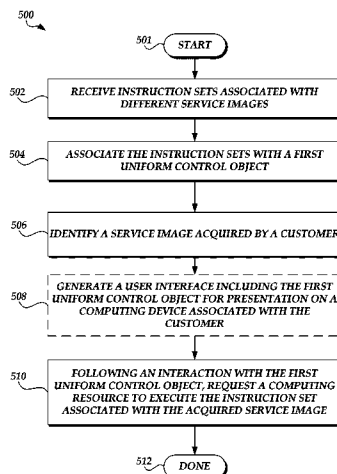 500
501
START
502
RECEIVE INSTRUCTION SETS ASSOCIATED WITH
DIFFERENT SERVICE IMAGES
504
ASSOCIATE THE INSTRUCTION SETS WITH A FIRST
UNIFORM CONTROL OBJECT
506
IDENTIFY A SERVICE IMAGE ACQUIRED BY A CUSTOMER
508
GENERATE A USER INTERFACE INCLUDING THE FIRST
UNIFORM CONTROL OBJECT FOR PRESENTATION ON A
COMPUTING DEVICE ASSOCIATED WITH THE
CUSTOMER
510
FOLLOWING AN INTERACTION WITH THE FIRST
UNIFORM CONTROL OBJECT, REQUEST A COMPUTING
RESOURCE TO EXECUTE THE INSTRUCTION SET
ASSOCIATED WITH THE ACQUIRED SERVICE IMAGE
512
DONE